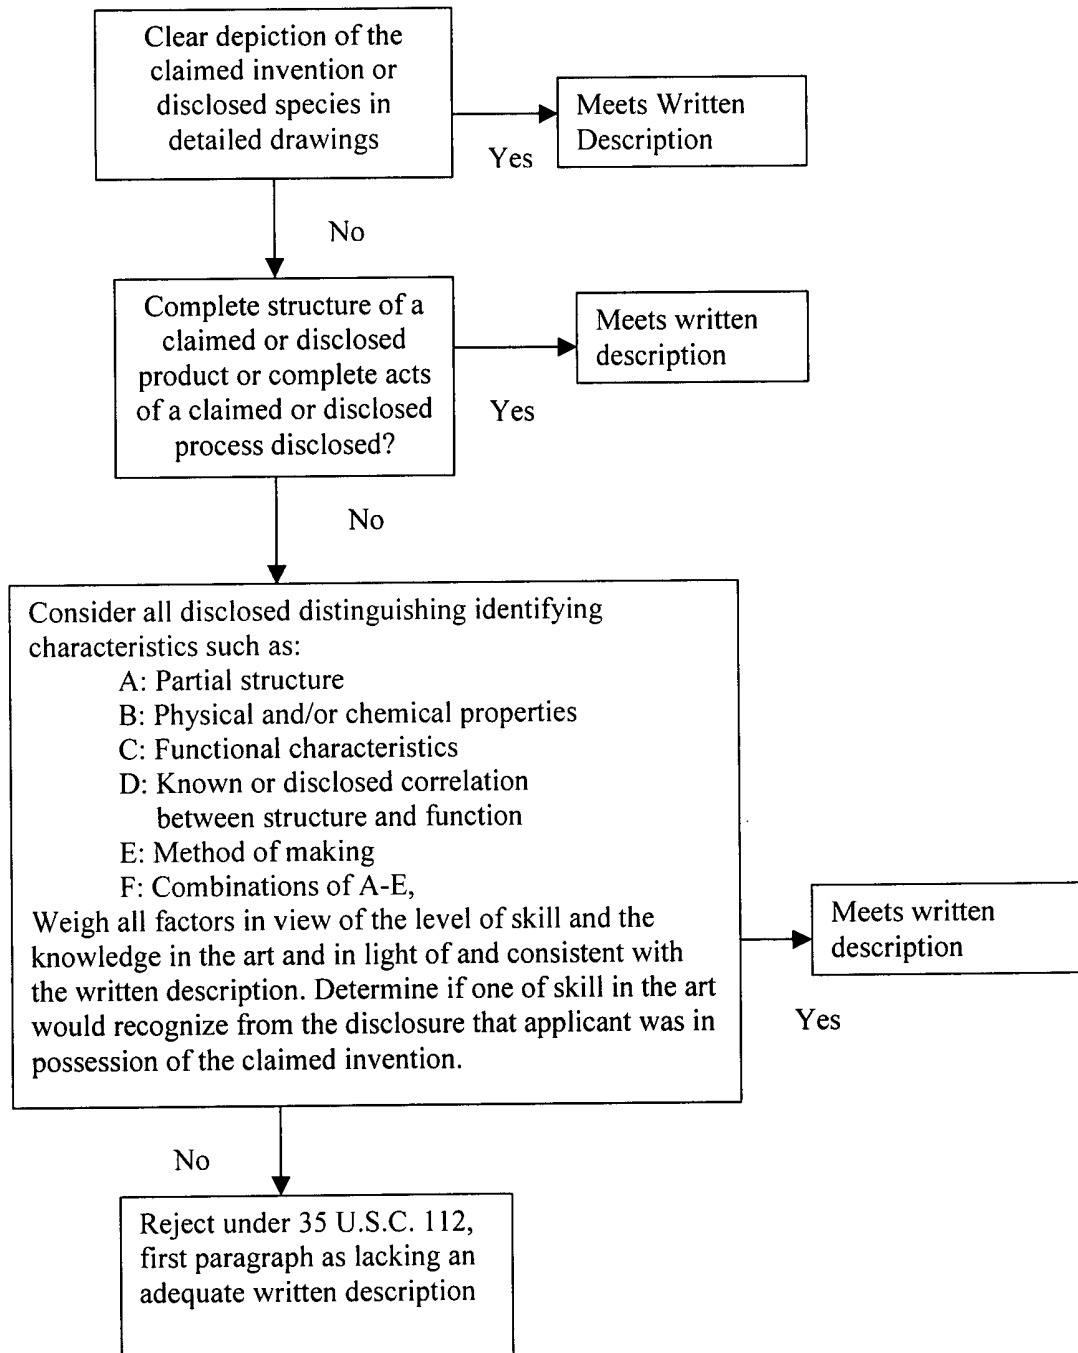 Clear depiction of the
claimed invention or
disclosed species in
detailed drawings
Meets Written
Description
Yes
No
Complete structure of a
claimed or disclosed
product or complete acts
of a claimed or disclosed
process disclosed?
Meets written
description
Yes
No
Consider all disclosed distinguishing identifying
characteristics such as:
A: Partial structure
B: Physical and/or chemical properties
C: Functional characteristics
D: Known or disclosed correlation
between structure and function
E: Method of making
F: Combinations of A-E,
Weigh all factors in view of the level of skill and the
knowledge in the art and in light of and consistent with
the written description. Determine if one of skill in the art
would recognize from the disclosure that applicant was in
possession of the claimed invention.
Meets written
description
Yes
No
Reject under 35 U.S.C. 112,
first paragraph as lacking an
adequate written description